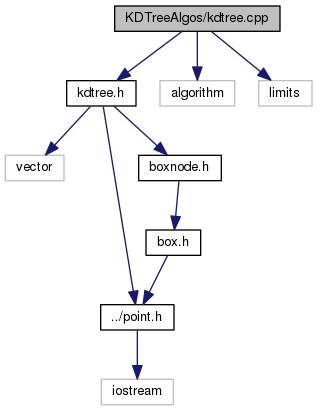 KDTreeAlgos/kdtree.cpp
kdtree.h
algorithm
limits
vector
boxnode.h
box.h
../point.h
iostream